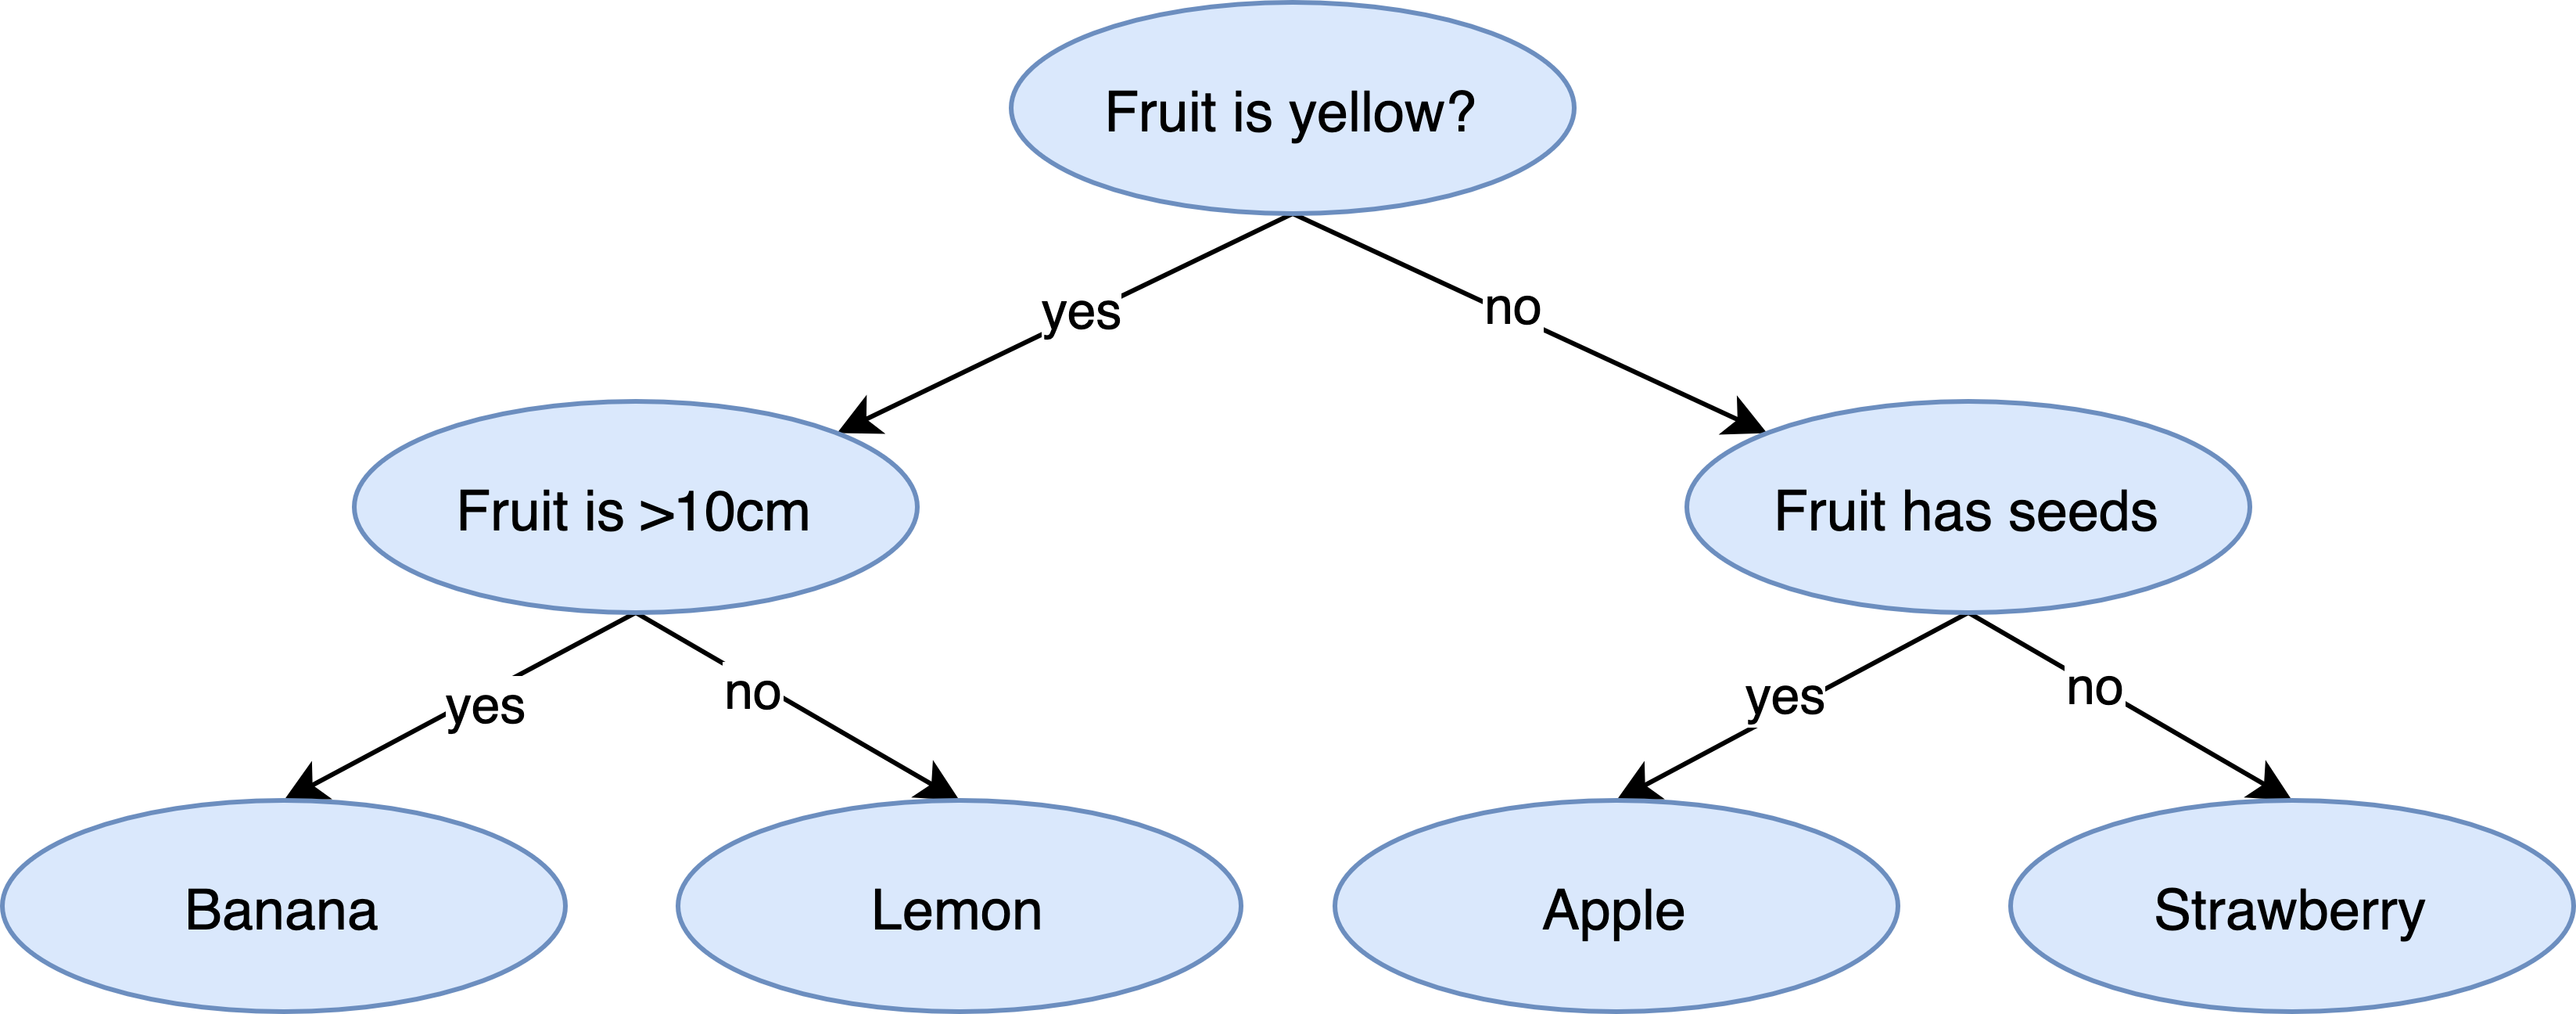 Fruit is yellow?
yes
no
Fruit is >10cm
Fruit has seeds
yes
no
yes
no
Banana
Lemon
Apple
Strawberry